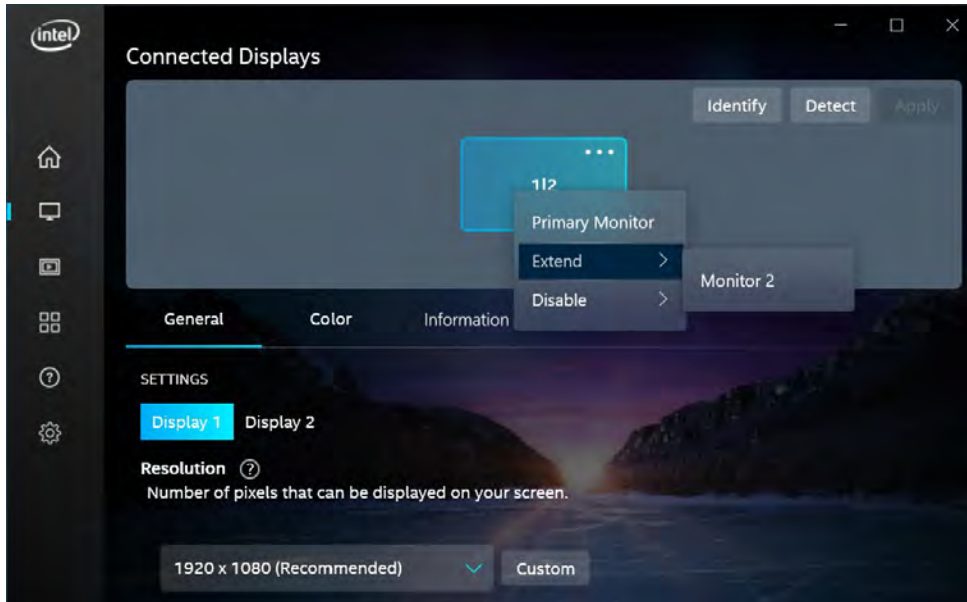 intel
Connected Displays
Identify Detect Apply
1|2
Primary Monitor
Extend
Monitor 2
Disable
General Color Information
SETTINGS
Display 1 Display 2
Resolution ?
Number of pixels that can be displayed on your screen.
1920 x 1080 (Recommended) Custom
?